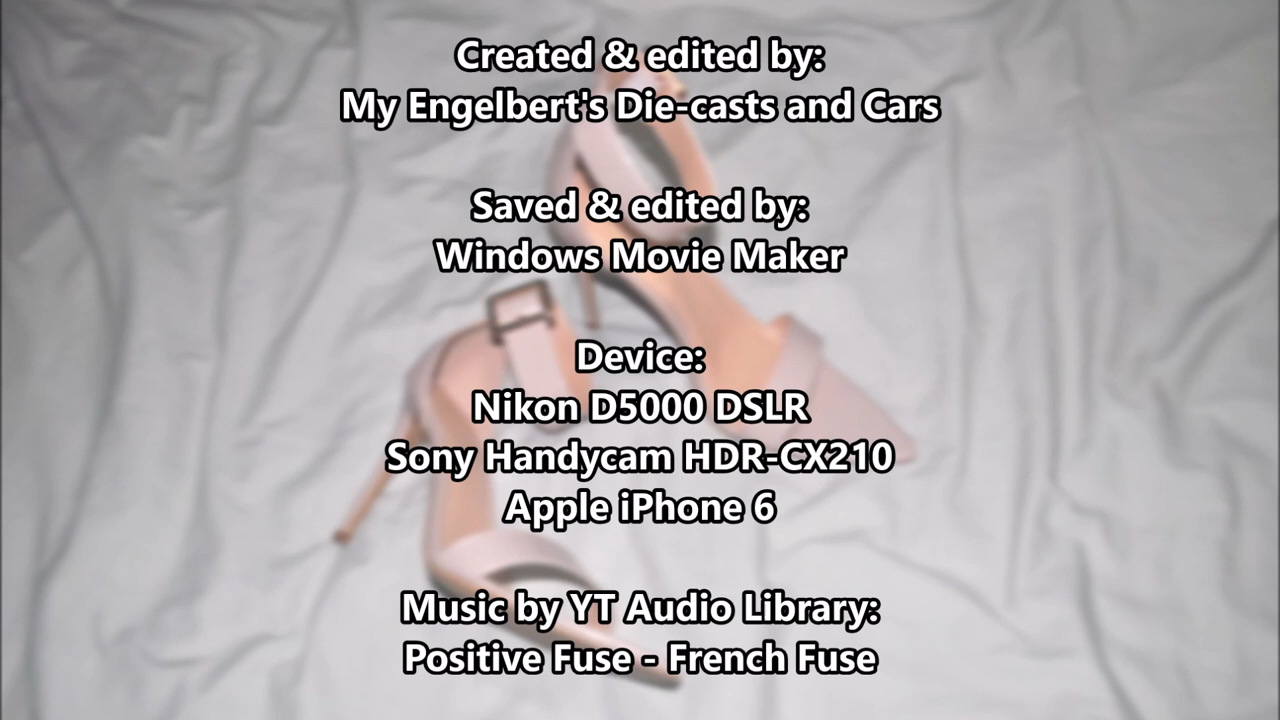 Created & edited by:
My Engelbert's Die-casts and Cars
Saved & edited by:
Windows Movie Maker
Device:
Nikon D5000 DSLR
Sony Handycam HDR-CX210
Apple iPhone 6
Music by YT Audio Library:
Positive Fuse - French Fuse